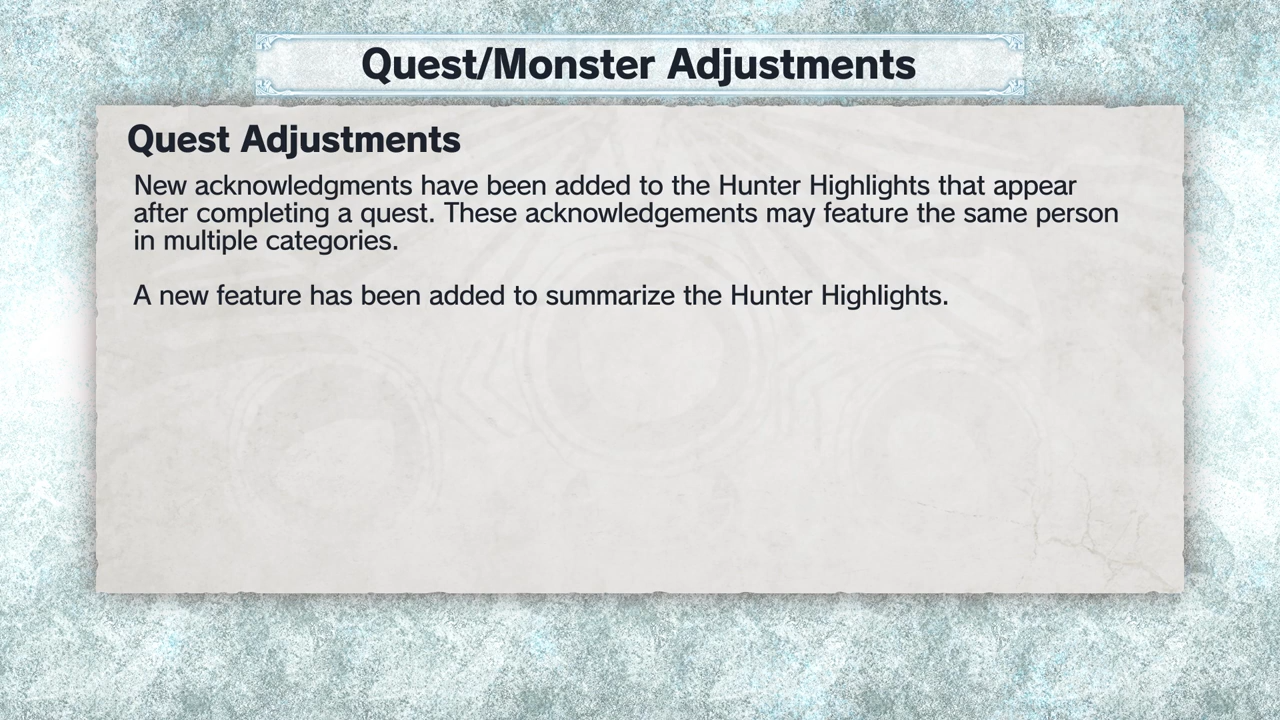 Quest/Monster Adjustments
Quest Adjustments
New acknowledgments have been added to the Hunter Highlights that appear
after completing a quest. These acknowledgements may feature the same person
in multiple categories.
A new feature has been added to summarize the Hunter Highlights.